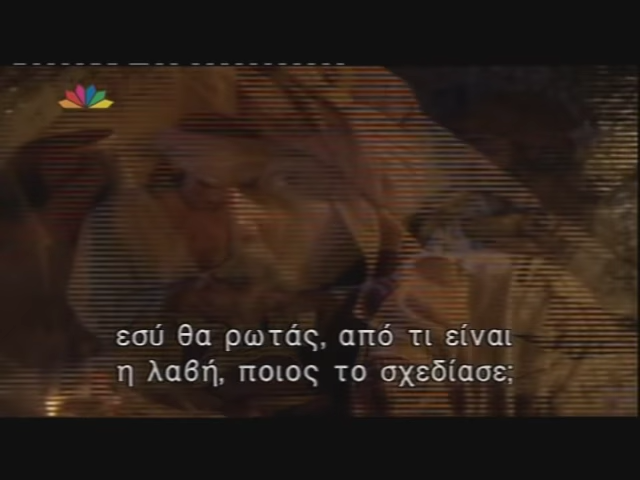 εσύ θα ρωτάς, από τι είναι
η λαβή, ποιος το σχεδίασε;